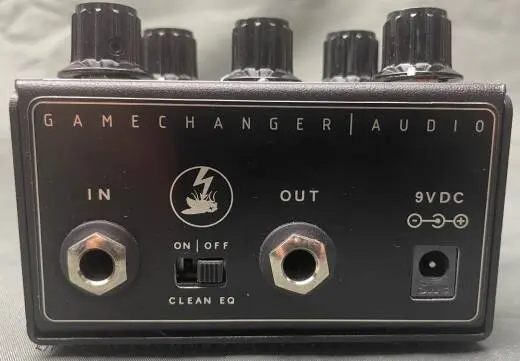 GAMECHANGER | AUDIO
IN
OUT
9VDC
ON | OFF
CLEAN EQ